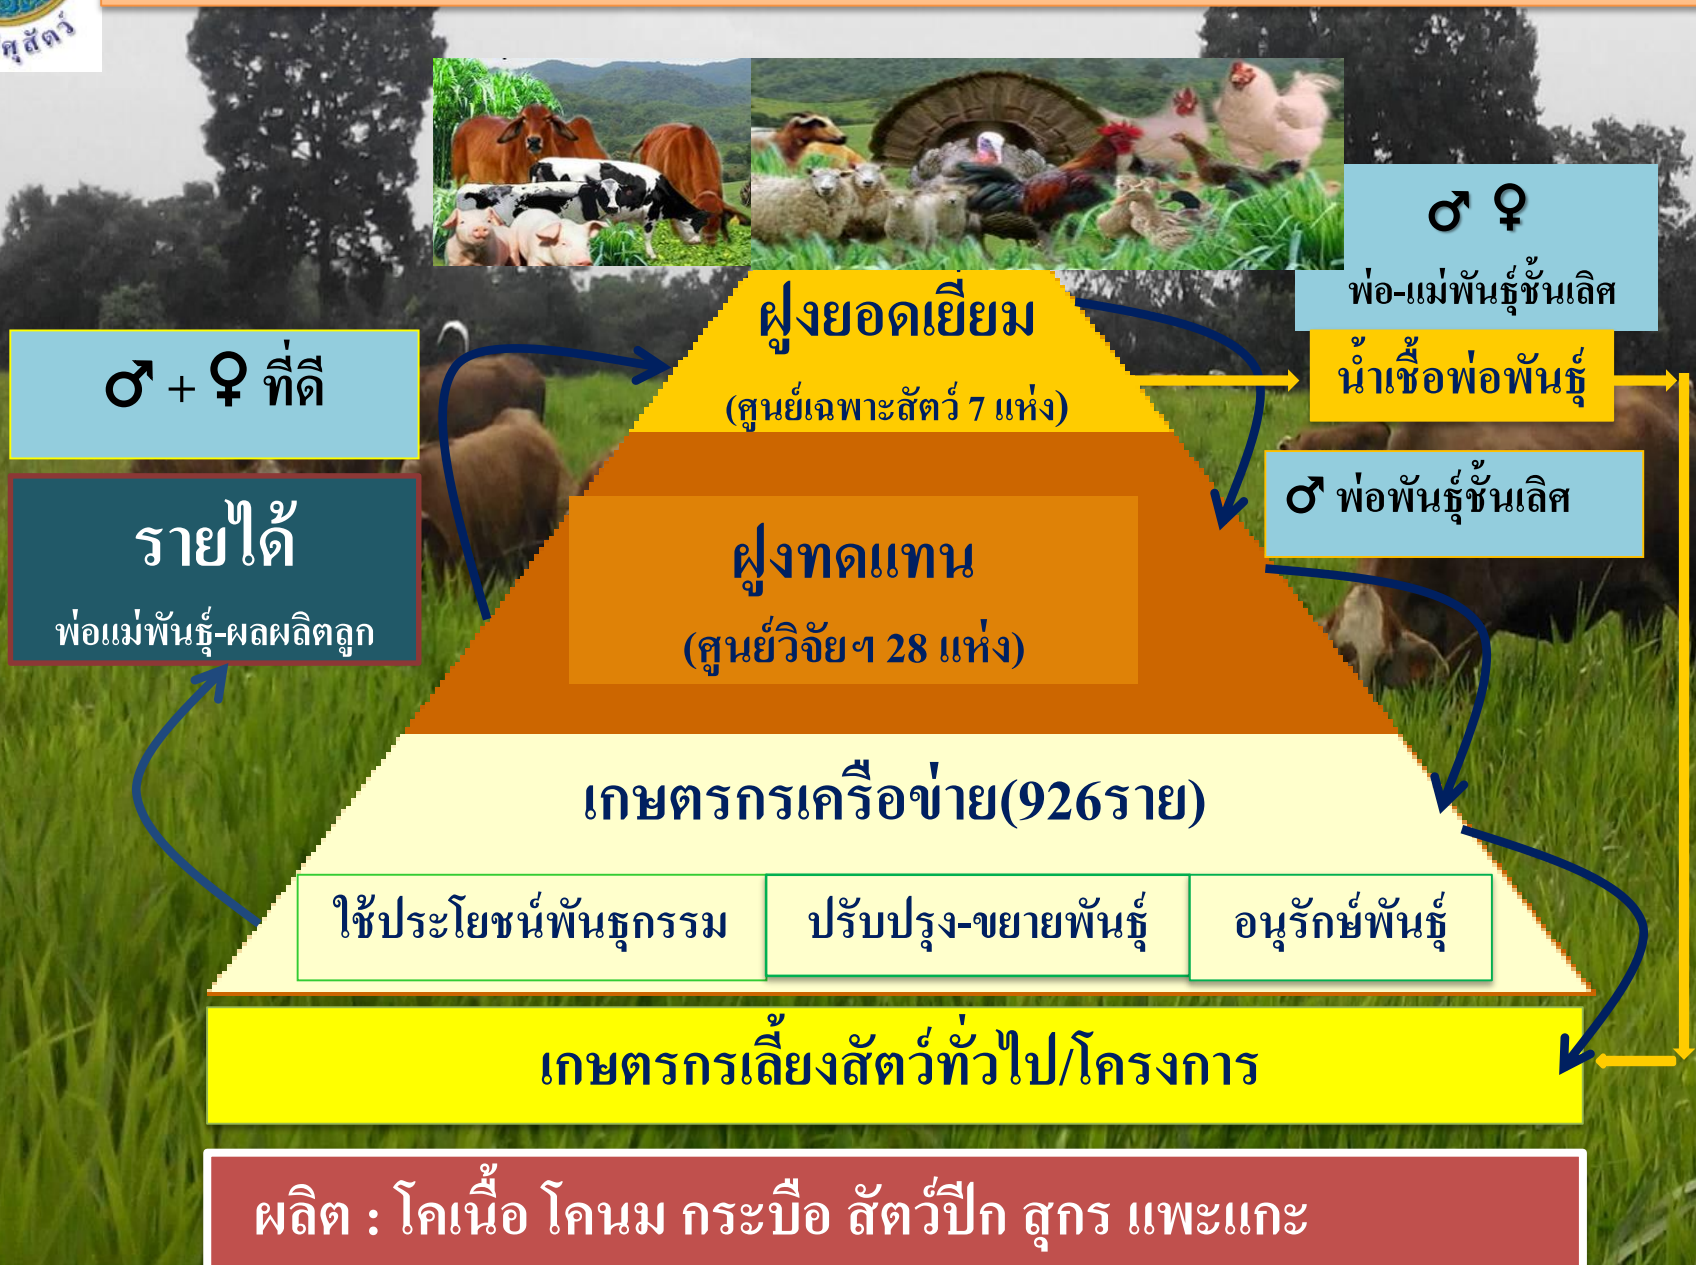 ♂ ♀
พ่อ-แม่พันธุ์ชั้นเลิศ
ฝูงยอดเยี่ยม
(ศูนย์เฉพาะสัตว์ 7 แห่ง)
น้ำเชื้อพ่อพันธุ์
♂ + ♀ ที่ดี
♂ พ่อพันธุ์ชั้นเลิศ
รายได้
พ่อแม่พันธุ์-ผลผลิตลูก
ฝูงทดแทน
(ศูนย์วิจัยฯ 28 แห่ง)
เกษตรกรเครือข่าย(926ราย)
ใช้ประโยชน์พันธุกรรม
ปรับปรุง-ขยายพันธุ์
อนุรักษ์พันธุ์
เกษตรกรเลี้ยงสัตว์ทั่วไป/โครงการ
ผลิต : โคเนื้อ โคนม กระบือ สัตว์ปีก สุกร แพะแกะ